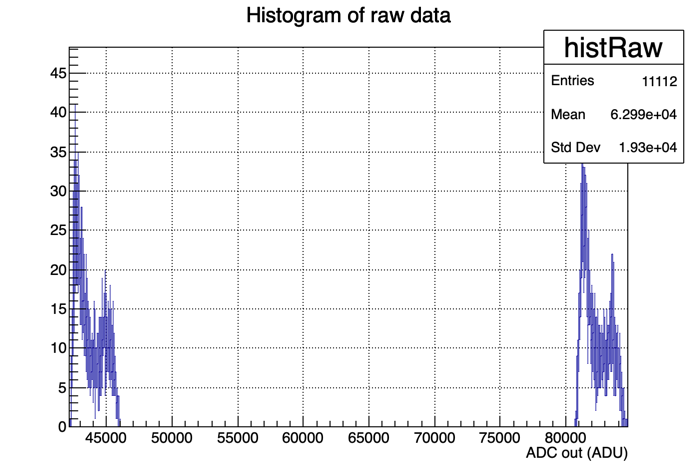 Histogram of raw data
histRaw
Entries 11112
Mean 6.299e+04
Std Dev 1.93e+04
45
40
35
30
25
20
15
10
5
0
45000 50000 55000 60000 65000 70000 75000 80000
ADC out (ADU)